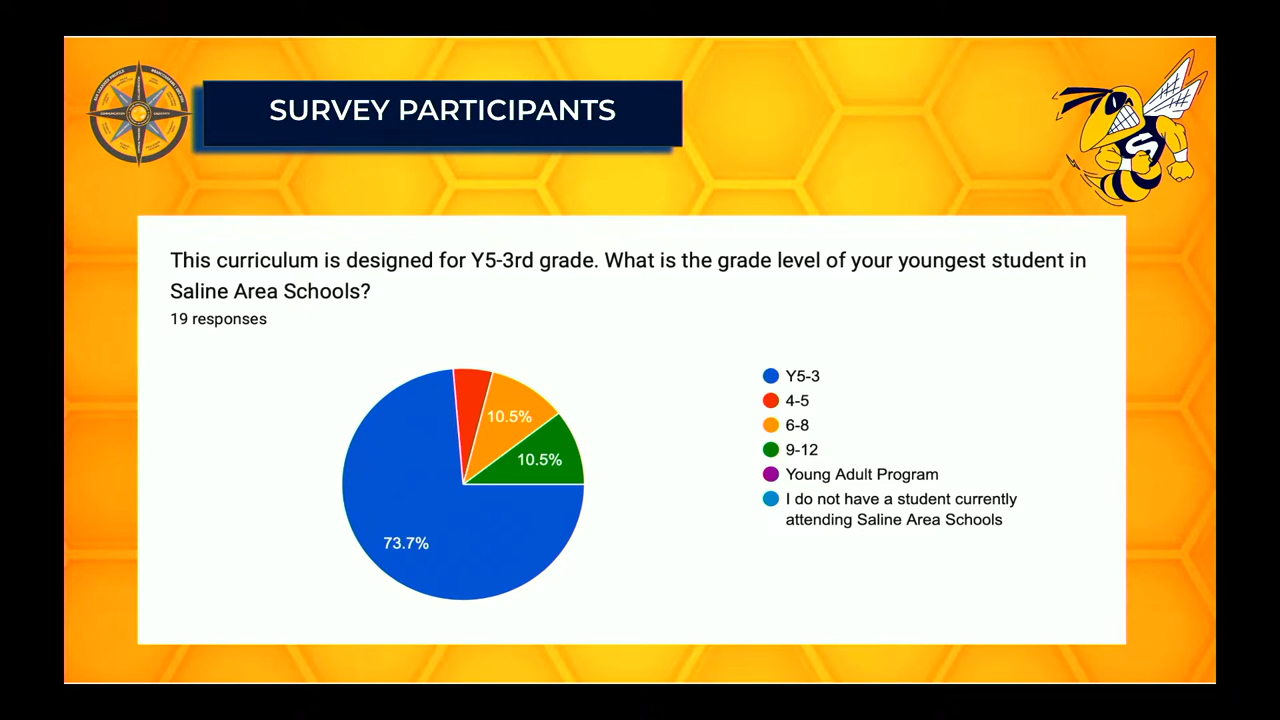 SURVEY PARTICIPANTS
This curriculum is designed for Y5-3rd grade. What is the grade level of your youngest student in
Saline Area Schools?
19 responses
10.5%
10.5%
73.7%
Y5-3
4-5
6-8
9-12
Young Adult Program
I do not have a student currently
attending Saline Area Schools
S